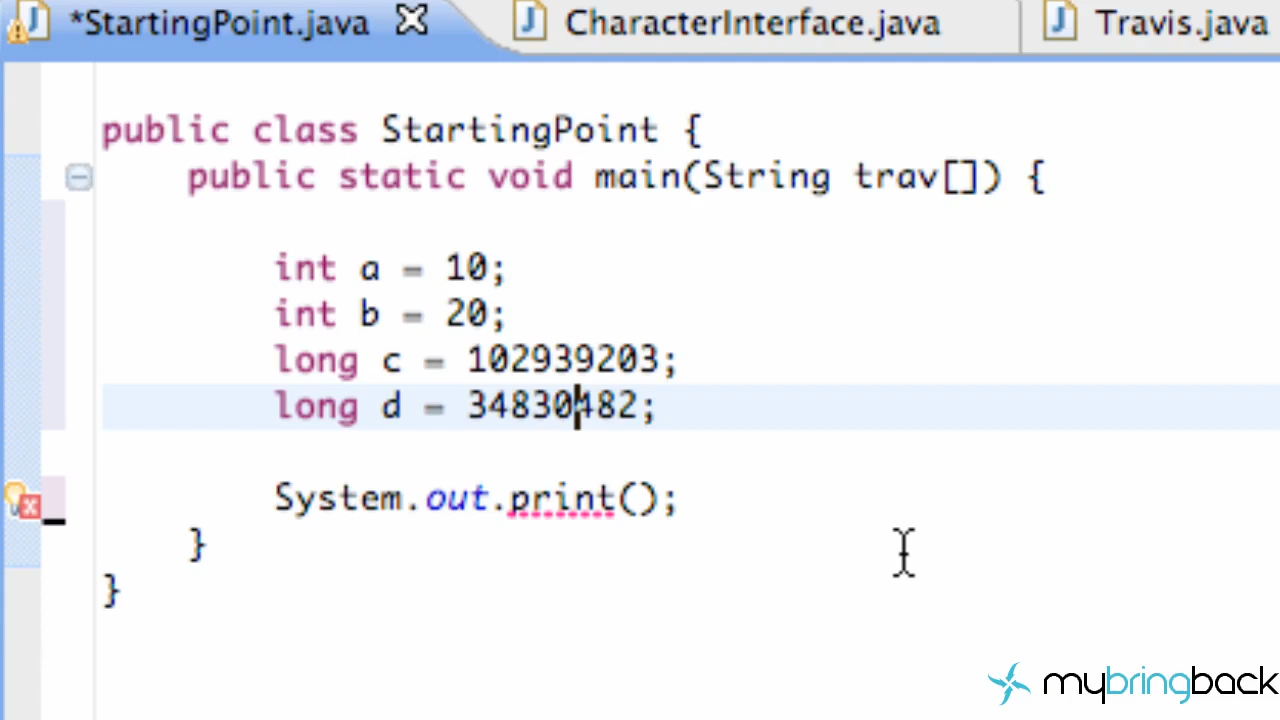 *StartingPoint.java CharacterInterface.java Travis.java
public class StartingPoint {
public static void main(String trav[]) {
int a = 10;
int b = 20;
long c = 102939203;
long d = 34830482;
System.out.print();
}
}
mybringback